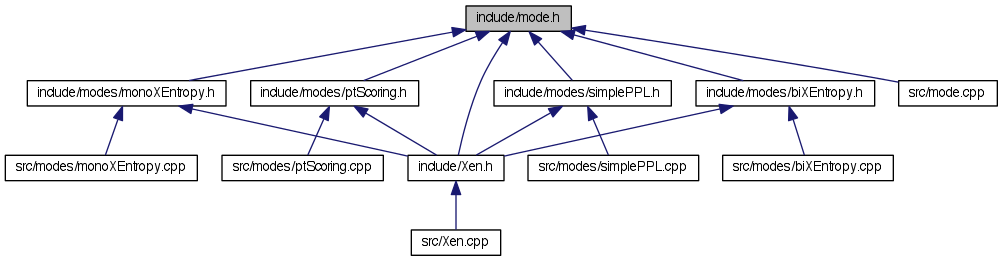 include/mode.h
include/modes/monoXEntropy.h
include/modes/ptScoring.h
include/modes/simplePPL.h
include/modes/biXEntropy.h
src/mode.cpp
src/modes/monoXEntropy.cpp
src/modes/ptScoring.cpp
include/Xen.h
src/modes/simplePPL.cpp
src/modes/biXEntropy.cpp
src/Xen.cpp